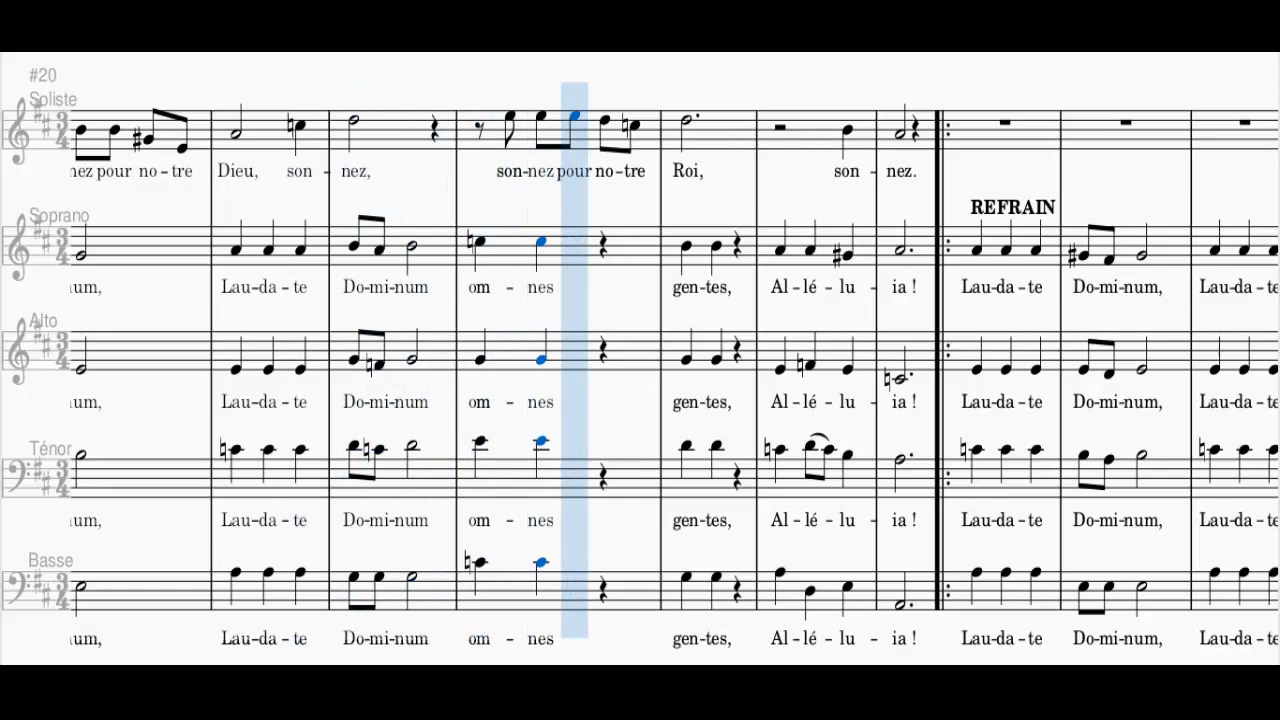 #20
Soliste
nez pour no - tre Dieu, son - nez, son-nez pour no-tre Roi, son - nez.
Soprano
REFRAIN
um, Lau-da-te Do-mi-num om - nes gen-tes, Al-lé-lu - ia ! Lau-da-te Do-mi-num, Lau-da-te
Alto
um, Lau-da-te Do-mi-num om - nes gen-tes, Al-lé-lu - ia ! Lau-da-te Do-mi-num, Lau-da-te
Ténor
um, Lau-da-te Do-mi-num om - nes gen-tes, Al-lé-lu - ia ! Lau-da-te Do-mi-num, Lau-da-te
Basse
um, Lau-da-te Do-mi-num om - nes gen-tes, Al-lé-lu - ia ! Lau-da-te Do-mi-num, Lau-da-te